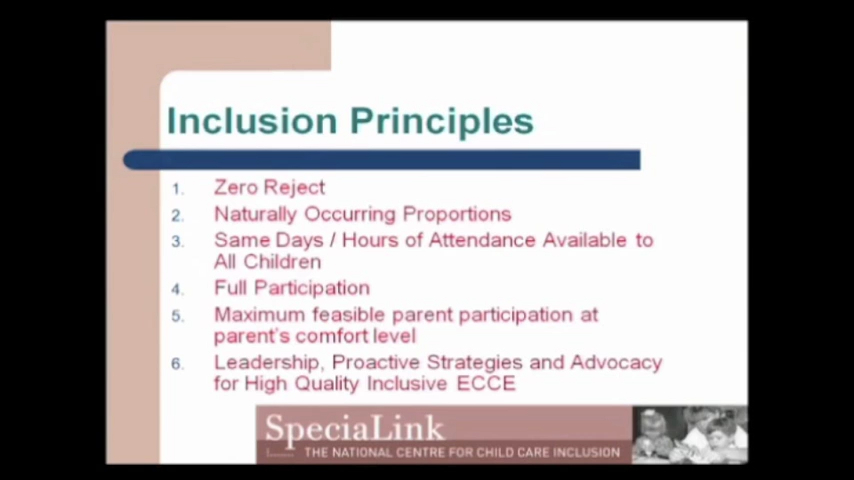 Inclusion Principles
1. Zero Reject
2. Naturally Occurring Proportions
3. Same Days / Hours of Attendance Available to
All Children
4. Full Participation
5. Maximum feasible parent participation at
parent's comfort level
6. Leadership, Proactive Strategies and Advocacy
for High Quality Inclusive ECCE
SpeciaLink
THE NATIONAL CENTRE FOR CHILD CARE INCLUSION